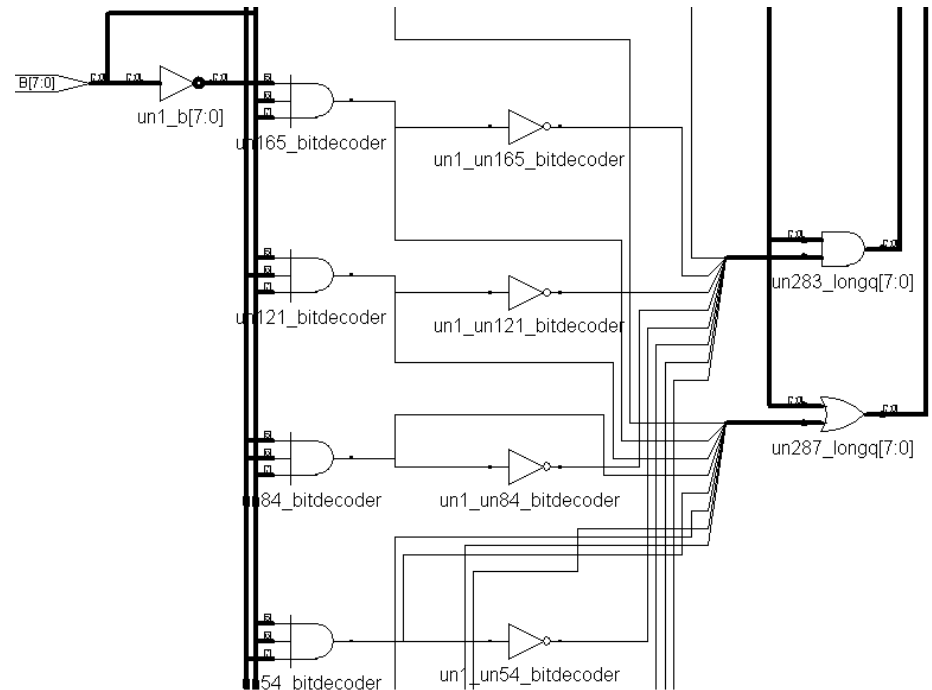 B[7:0]
un1_b[7:0]
un165_bitdecoder
un1_un165_bitdecoder
un283_longq[7:0]
un121_bitdecoder
un1_un121_bitdecoder
un287_longq[7:0]
un84_bitdecoder
un1_un84_bitdecoder
un54_bitdecoder
un1_un54_bitdecoder